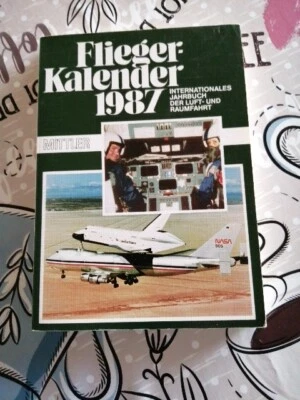 Flieger-
Kalender
1987
INTERNATIONALES
JAHRBUCH
DER LUFT- UND
RAUMFAHRT
MITTLER
NASA